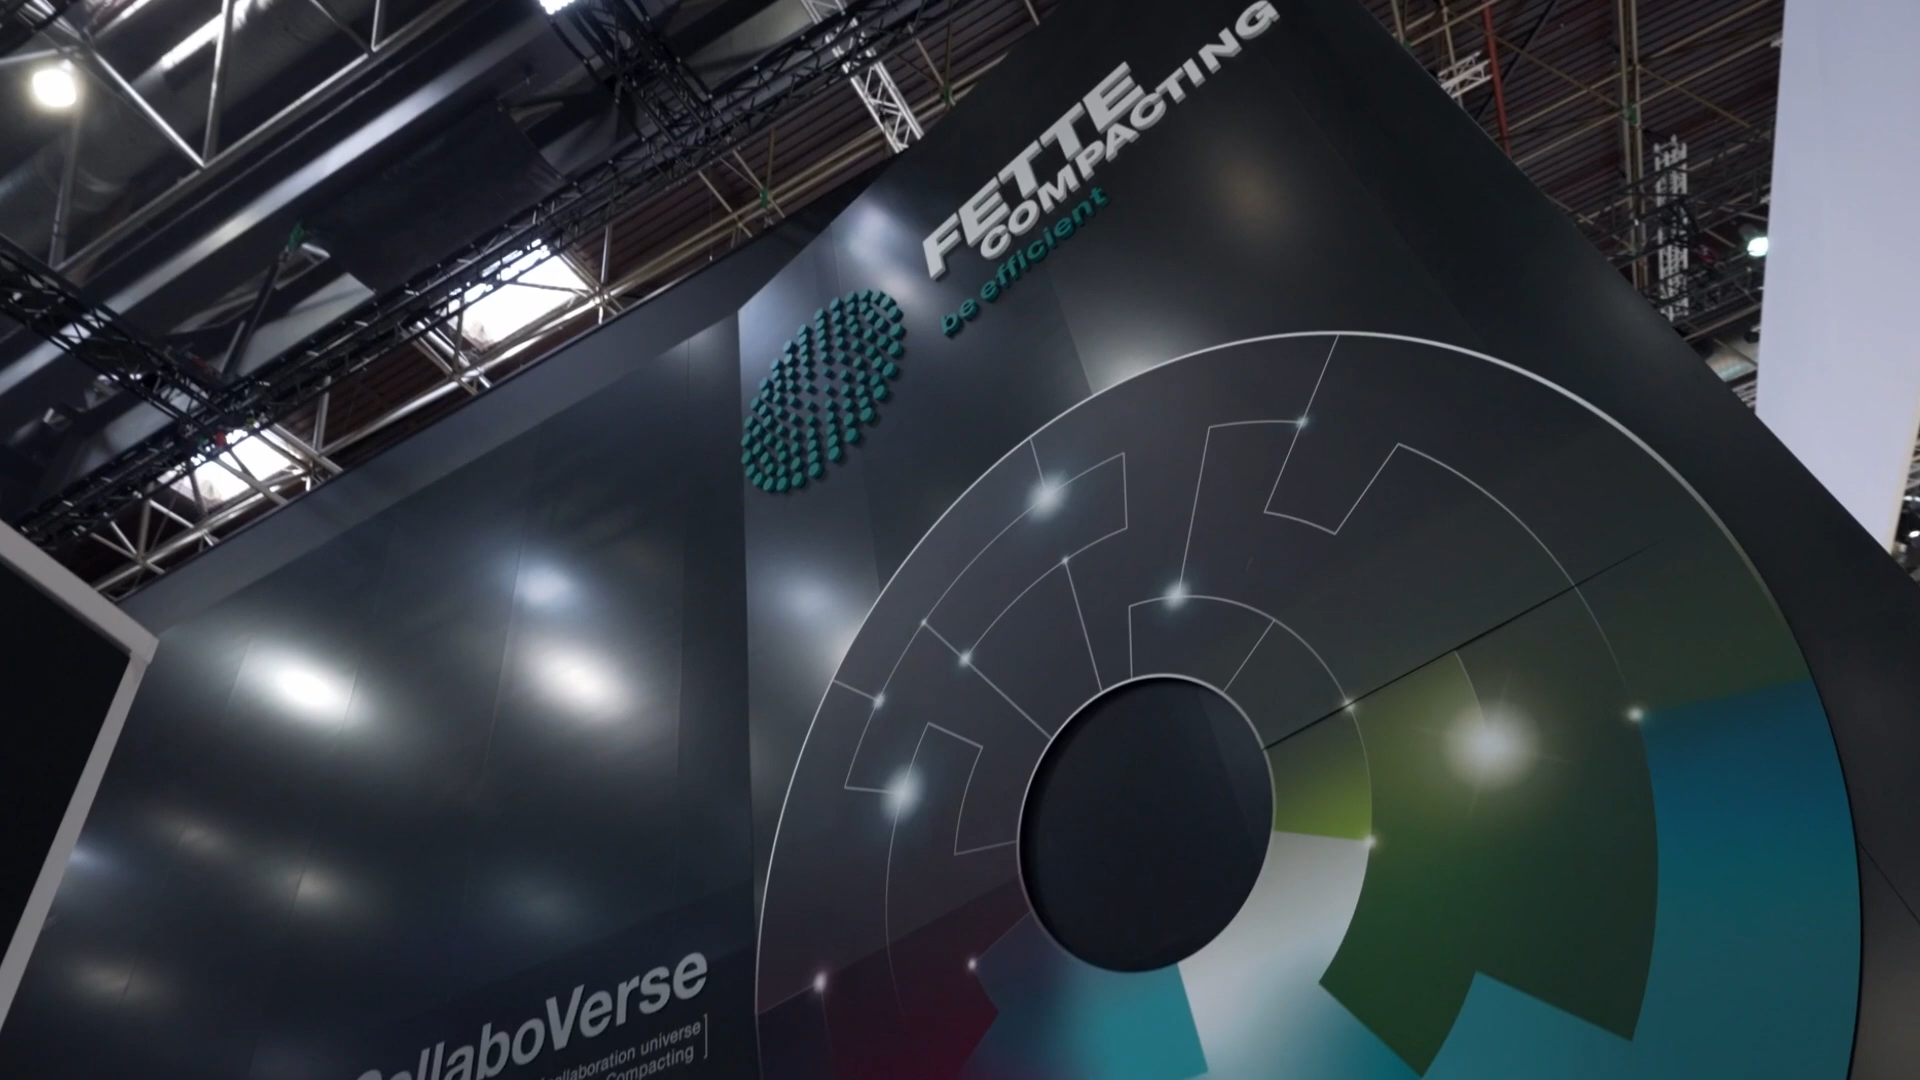 FETTE
COMPACTING
be efficient
CollaboVerse
collaboration universe
Compacting